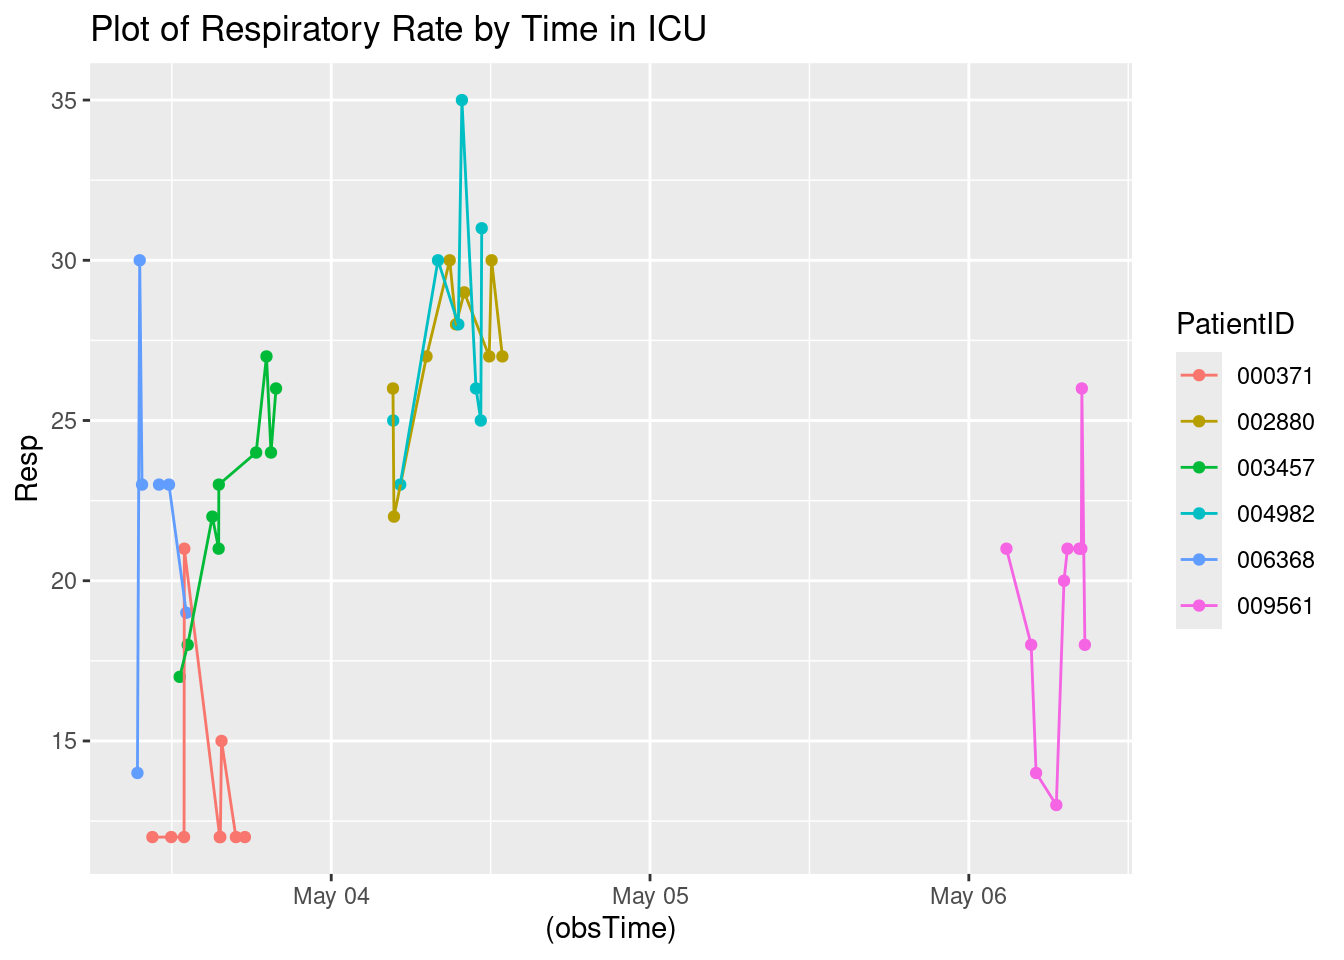 Plot of Respiratory Rate by Time in ICU
35
30
25
20
15
Resp
May 04
May 05
May 06
(obsTime)
PatientID
000371
002880
003457
004982
006368
009561